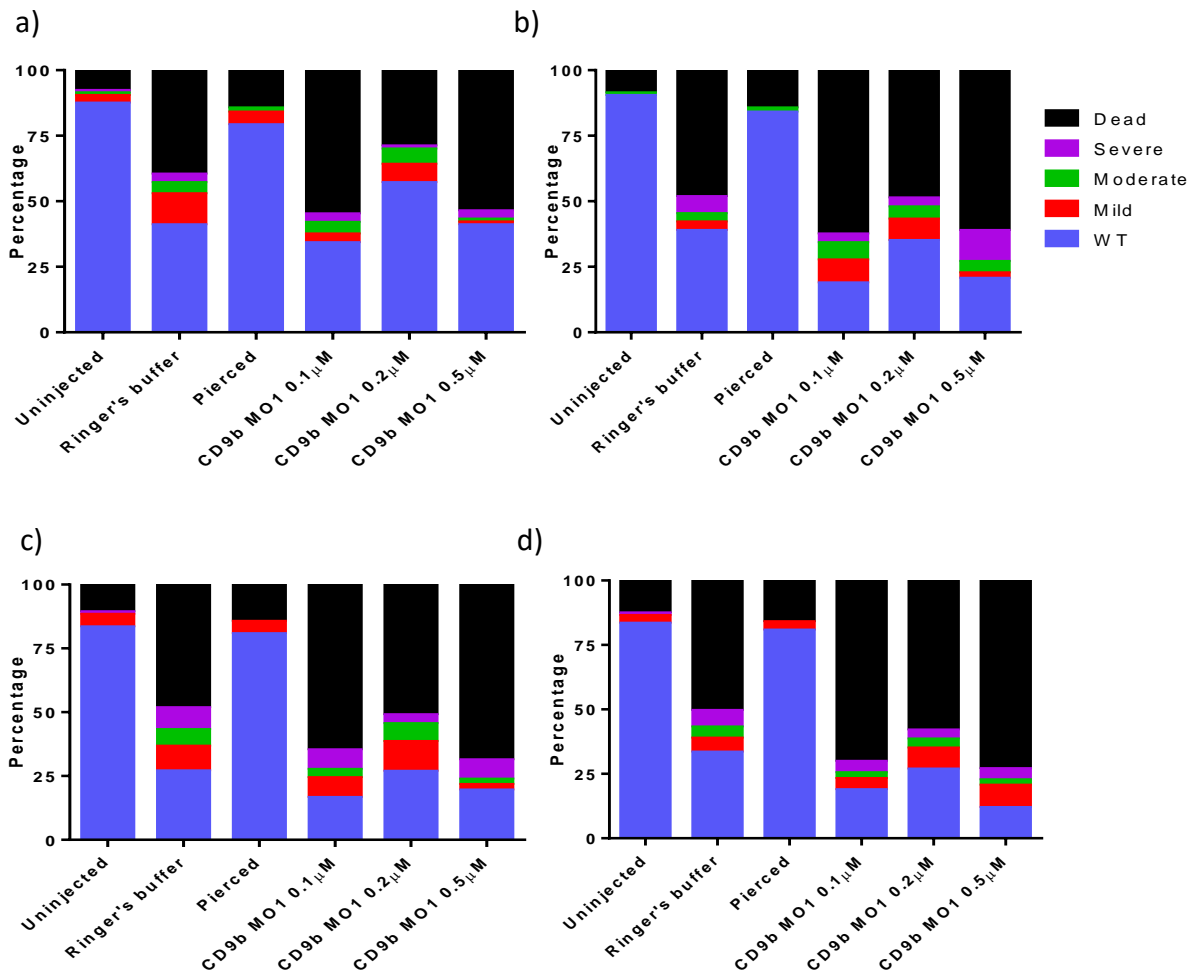 a)
b)
100
75
50
25
0
Percentage
Uninjected
Ringer's buffer
Pierced
CD9b MO1 0.1μM
CD9b MO1 0.2μM
CD9b MO1 0.5μM
100
75
50
25
0
Percentage
Uninjected
Ringer's buffer
Pierced
CD9b MO1 0.1μM
CD9b MO1 0.2μM
CD9b MO1 0.5μM
Dead
Severe
Moderate
Mild
WT
c)
d)
100
75
50
25
0
Percentage
Uninjected
Ringer's buffer
Pierced
CD9b MO1 0.1μM
CD9b MO1 0.2μM
CD9b MO1 0.5μM
100
75
50
25
0
Percentage
Uninjected
Ringer's buffer
Pierced
CD9b MO1 0.1μM
CD9b MO1 0.2μM
CD9b MO1 0.5μM